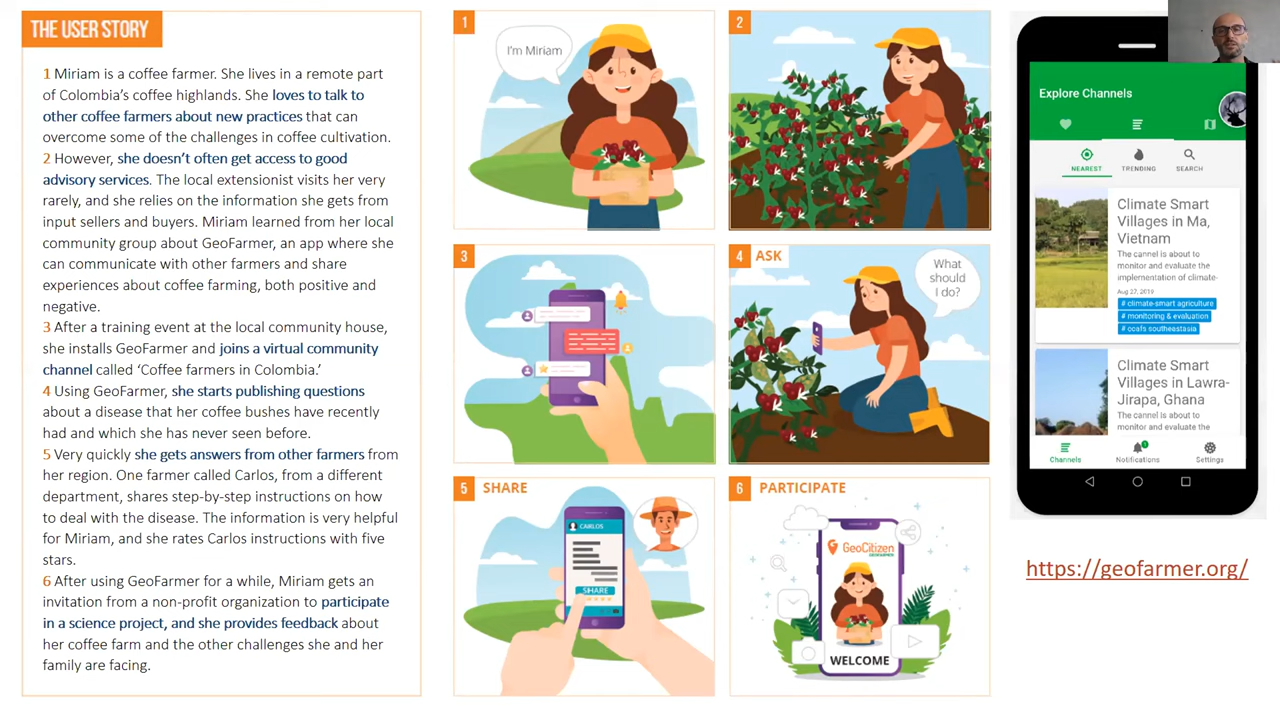 THE USER STORY
1 Miriam is a coffee farmer. She lives in a remote part
of Colombia's coffee highlands. She loves to talk to
other coffee farmers about new practices that can
overcome some of the challenges in coffee cultivation.
2 However, she doesn't often get access to good
advisory services. The local extensionist visits her very
rarely, and she relies on the information she gets from
input sellers and buyers. Miriam learned from her local
community group about GeoFarmer, an app where she
can communicate with other farmers and share
experiences about coffee farming, both positive and
negative.
3 After a training event at the local community house,
she installs GeoFarmer and joins a virtual community
channel called ‘Coffee farmers in Colombia.’
4 Using GeoFarmer, she starts publishing questions
about a disease that her coffee bushes have recently
had and which she has never seen before.
5 Very quickly she gets answers from other farmers from
her region. One farmer called Carlos, from a different
department, shares step-by-step instructions on how
to deal with the disease. The information is very helpful
for Miriam, and she rates Carlos instructions with five
stars.
6 After using GeoFarmer for a while, Miriam gets an
invitation from a non-profit organization to participate
in a science project, and she provides feedback about
her coffee farm and the other challenges she and her
family are facing.
1
I'm Miriam
2
3
4 ASK
What
should
I do?
5 SHARE
CARLOS
SHARE
6 PARTICIPATE
GeoCitizen
WELCOME
Explore Channels
NEAREST TRENDING SEARCH
Climate Smart
Villages in Ma,
Vietnam
The cannel is about to
monitor and evaluate the
implementation of climate-
Aug 27, 2019
# climate-smart agriculture
# monitoring & evaluation
# ccafs southeastasia
Climate Smart
Villages in Lawra-
Jirapa, Ghana
The cannel is about to
monitor and evaluate the
Channels Notifications Settings
https://geofarmer.org/